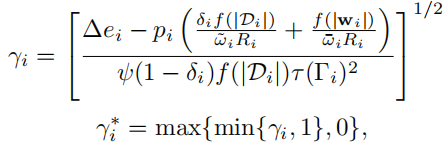 γ_i = [ (Δe_i − p_i ( δ_i f(|𝒟_i|) / (ω̃_i R_i) + f(|𝐰_i|) / (ω̄_i R_i) )) / (ψ(1 − δ_i) f(|𝒟_i|) τ(Γ_i)^2) ]^{1/2}
γ_i^* = max{min{γ_i, 1}, 0},